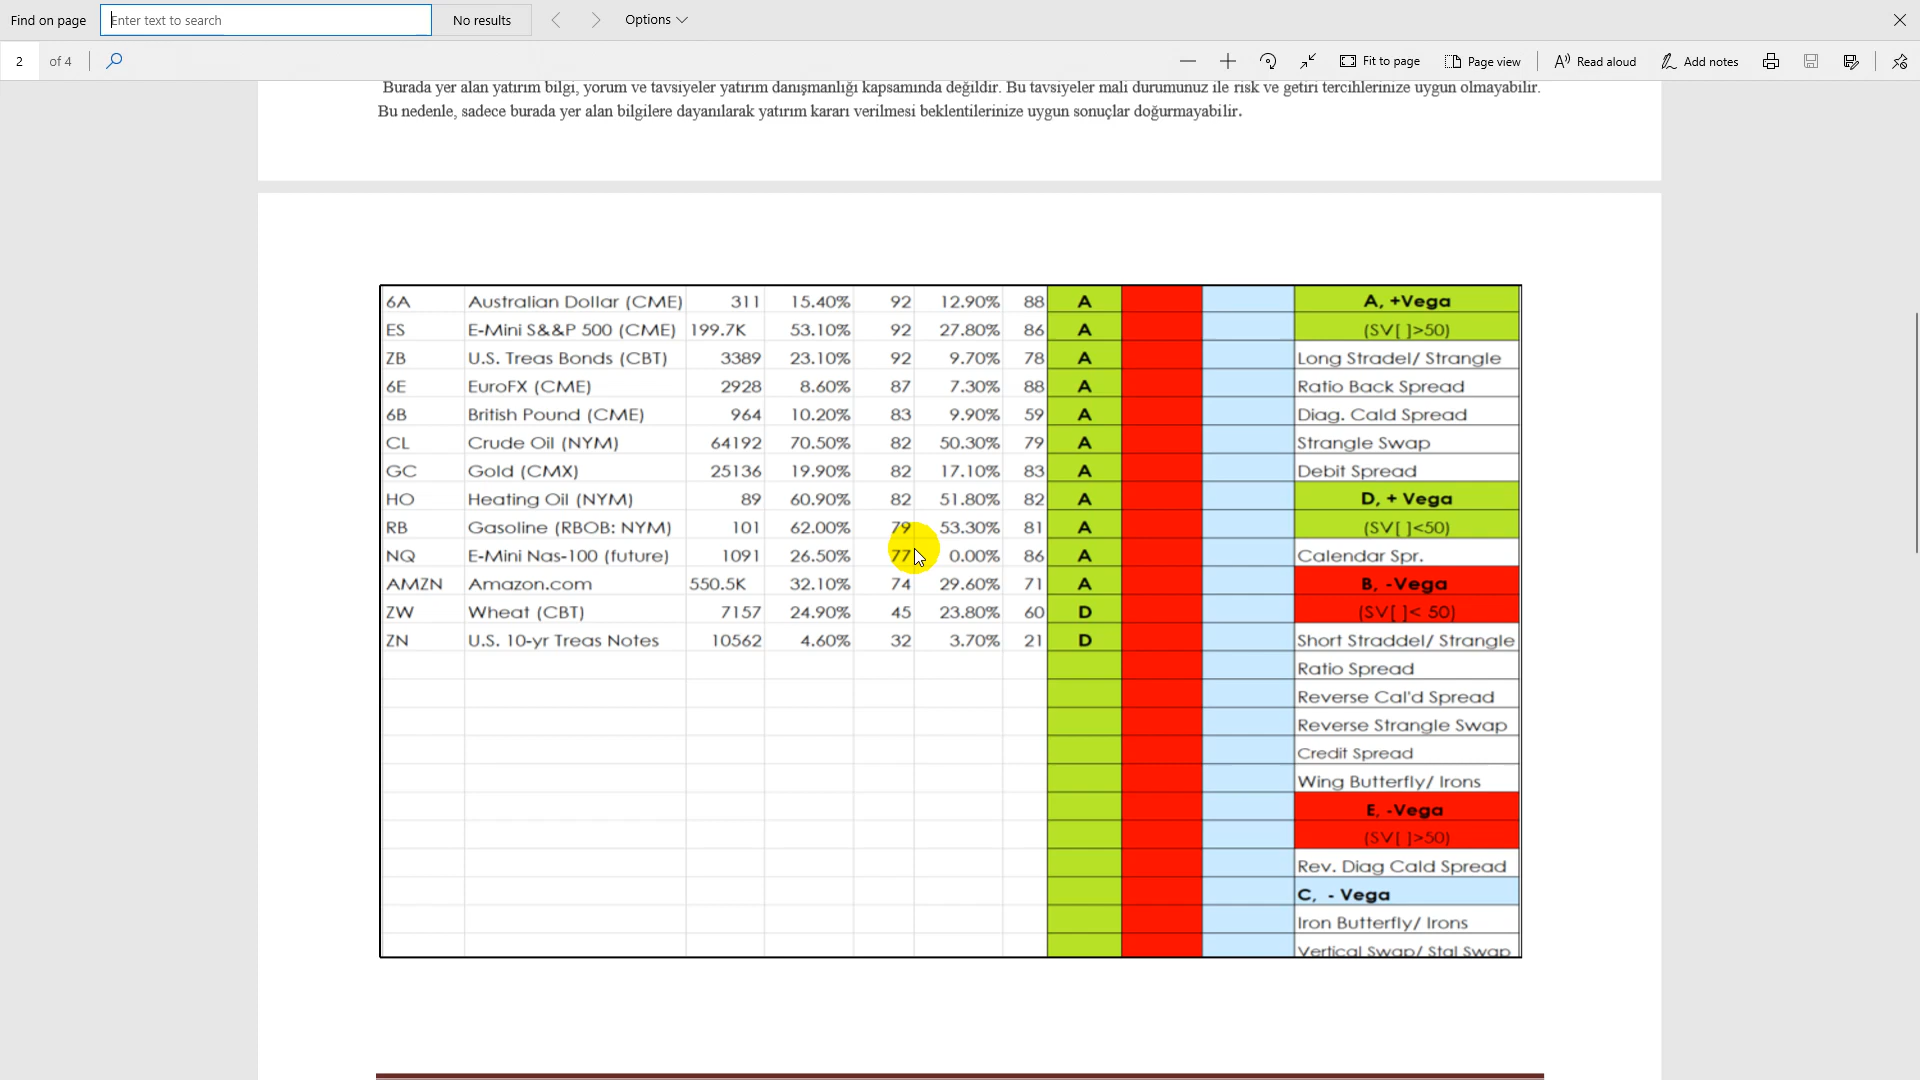 Find on page Enter text to search No results Options
2 of 4 Fit to page Page view Read aloud Add notes
Burada yer alan yatırım bilgi, yorum ve tavsiyeler yatırım danışmanlığı kapsamında değildir. Bu tavsiyeler mali durumunuz ile risk ve getiri tercihlerinize uygun olmayabilir.
Bu nedenle, sadece burada yer alan bilgilere dayanılarak yatırım kararı verilmesi beklentilerinize uygun sonuçlar doğurmayabilir.
6A Australian Dollar (CME) 311 15.40% 92 12.90% 88 A A, +Vega
ES E-Mini S&&P 500 (CME) 199.7K 53.10% 92 27.80% 86 A (SV[ ]>50)
ZB U.S. Treas Bonds (CBT) 3389 23.10% 92 9.70% 78 A Long Stradel/ Strangle
6E EuroFX (CME) 2928 8.60% 87 7.30% 88 A Ratio Back Spread
6B British Pound (CME) 964 10.20% 83 9.90% 59 A Diag. Cald Spread
CL Crude Oil (NYM) 64192 70.50% 82 50.30% 79 A Strangle Swap
GC Gold (CMX) 25136 19.90% 82 17.10% 83 A Debit Spread
HO Heating Oil (NYM) 89 60.90% 82 51.80% 82 A D, + Vega
RB Gasoline (RBOB: NYM) 101 62.00% 79 53.30% 81 A (SV[ ]<50)
NQ E-Mini Nas-100 (future) 1091 26.50% 77 0.00% 86 A Calendar Spr.
AMZN Amazon.com 550.5K 32.10% 74 29.60% 71 A B, -Vega
ZW Wheat (CBT) 7157 24.90% 45 23.80% 60 D (SV[ ]< 50)
ZN U.S. 10-yr Treas Notes 10562 4.60% 32 3.70% 21 D Short Straddel/ Strangle
Ratio Spread
Reverse Cal'd Spread
Reverse Strangle Swap
Credit Spread
Wing Butterfly/ Irons
E, -Vega
(SV[ ]>50)
Rev. Diag Cald Spread
C, - Vega
Iron Butterfly/ Irons
Vertical Swap/ Stal Swap